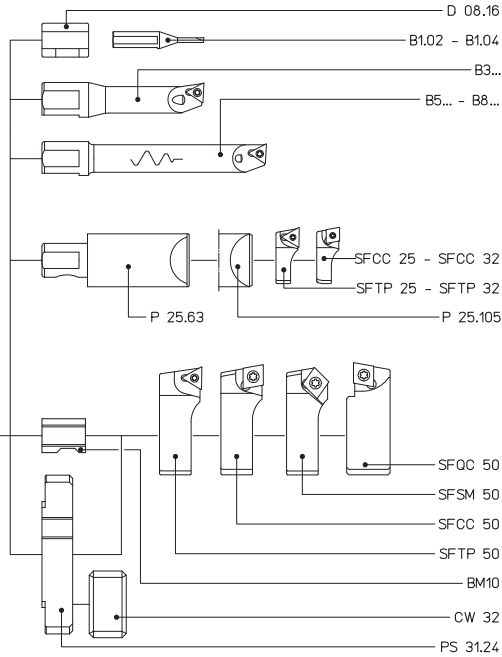 D 08.16
B1.02 - B1.04
B3...
B5... - B8...
SFCC 25 - SFCC 32
SFTP 25 - SFTP 32
P 25.63
P 25.105
SFQC 50
SFSM 50
SFCC 50
SFTP 50
BM10
CW 32
PS 31.24